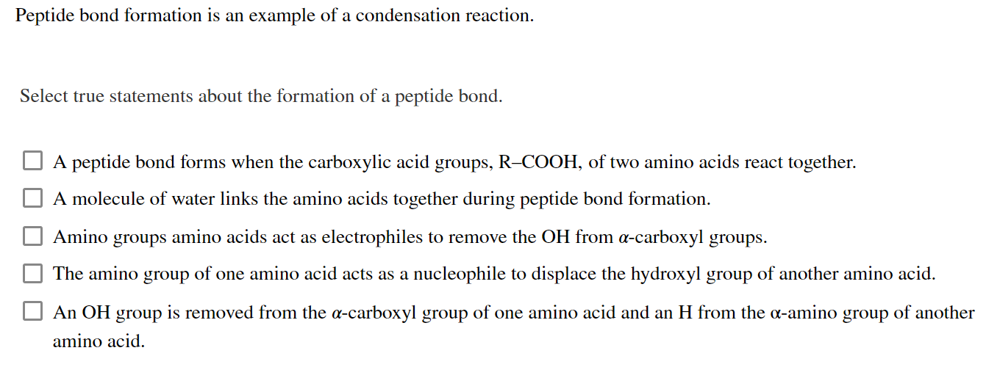 Peptide bond formation is an example of a condensation reaction.
Select true statements about the formation of a peptide bond.
A peptide bond forms when the carboxylic acid groups, R–COOH, of two amino acids react together.
A molecule of water links the amino acids together during peptide bond formation.
Amino groups amino acids act as electrophiles to remove the OH from α-carboxyl groups.
The amino group of one amino acid acts as a nucleophile to displace the hydroxyl group of another amino acid.
An OH group is removed from the α-carboxyl group of one amino acid and an H from the α-amino group of another
amino acid.